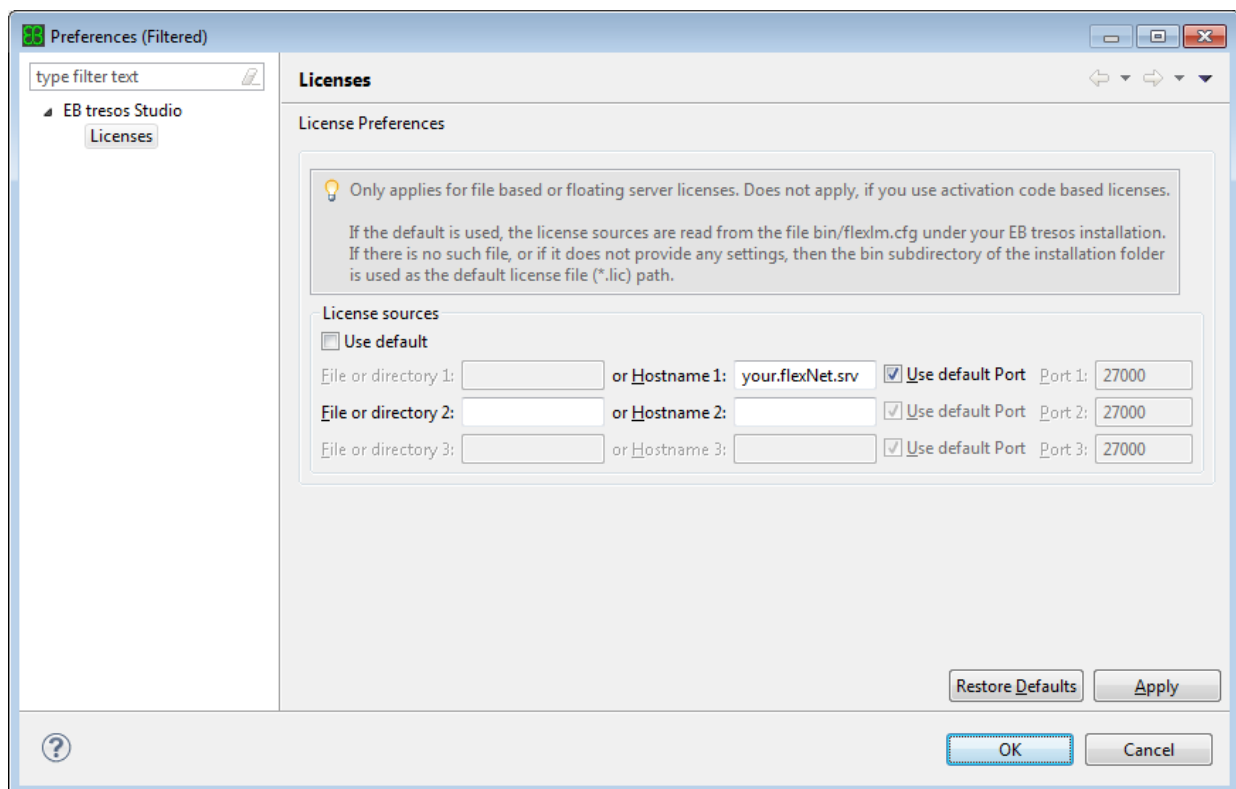 Preferences (Filtered)
type filter text
EB tresos Studio
Licenses
Licenses
License Preferences
Only applies for file based or floating server licenses. Does not apply, if you use activation code based licenses.
If the default is used, the license sources are read from the file bin/flexlm.cfg under your EB tresos installation.
If there is no such file, or if it does not provide any settings, then the bin subdirectory of the installation folder
is used as the default license file (*.lic) path.
License sources
Use default
File or directory 1: or Hostname 1: your.flexNet.srv Use default Port Port 1: 27000
File or directory 2: or Hostname 2: Use default Port Port 2: 27000
File or directory 3: or Hostname 3: Use default Port Port 3: 27000
Restore Defaults Apply
OK Cancel